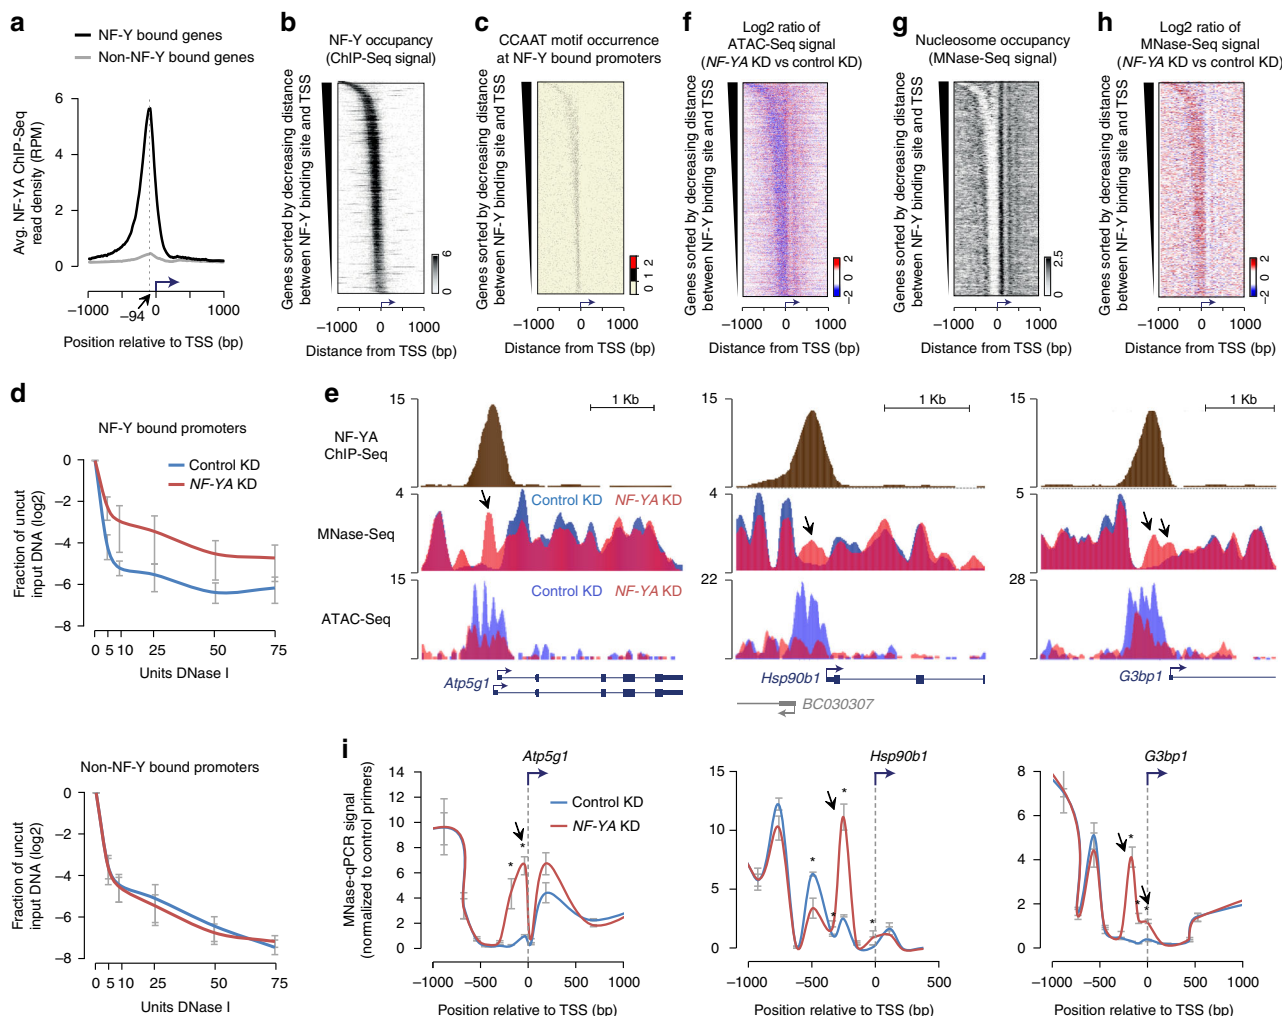 a
NF-Y bound genes
Non-NF-Y bound genes
Avg. NF-YA ChIP-Seq
read density (RPM)
6
4
2
0
−1000
−94
0
1000
Position relative to TSS (bp)
b
NF-Y occupancy
(ChIP-Seq signal)
Genes sorted by decreasing distance
between NF-Y binding site and TSS
0
6
−1000
0
1000
Distance from TSS (bp)
c
CCAAT motif occurrence
at NF-Y bound promoters
Genes sorted by decreasing distance
between NF-Y binding site and TSS
0 1 2
−1000
0
1000
Distance from TSS (bp)
f
Log2 ratio of
ATAC-Seq signal
(NF-YA KD vs control KD)
Genes sorted by decreasing distance
between NF-Y binding site and TSS
−2 0 2
−1000
0
1000
Distance from TSS (bp)
g
Nucleosome occupancy
(MNase-Seq signal)
Genes sorted by decreasing distance
between NF-Y binding site and TSS
0
2.5
−1000
0
1000
Distance from TSS (bp)
h
Log2 ratio of
MNase-Seq signal
(NF-YA KD vs control KD)
Genes sorted by decreasing distance
between NF-Y binding site and TSS
−2 0 2
−1000
0
1000
Distance from TSS (bp)
d
NF-Y bound promoters
Control KD
NF-YA KD
Fraction of uncut
input DNA (log2)
0
−2
−4
−6
−8
0 5 10 25 50 75
Units DNase I
Non-NF-Y bound promoters
Fraction of uncut
input DNA (log2)
0
−2
−4
−6
−8
0 5 10 25 50 75
Units DNase I
e
NF-YA
ChIP-Seq
MNase-Seq
ATAC-Seq
15
1 Kb
4
Control KD NF-YA KD
15
Control KD NF-YA KD
Atp5g1
15
1 Kb
4
Control KD NF-YA KD
22
Control KD NF-YA KD
Hsp90b1
BC030307
15
1 Kb
5
28
G3bp1
i
Atp5g1
MNase-qPCR signal
(normalized to control primers)
14
12
10
8
6
4
2
0
Control KD
NF-YA KD
* *
−1000 −500 0 500 1000
Position relative to TSS (bp)
Hsp90b1
15
10
5
0
* * * *
−1000 −500 0 500
Position relative to TSS (bp)
G3bp1
8
6
4
2
0
* * *
−1000 −500 0 500 1000
Position relative to TSS (bp)